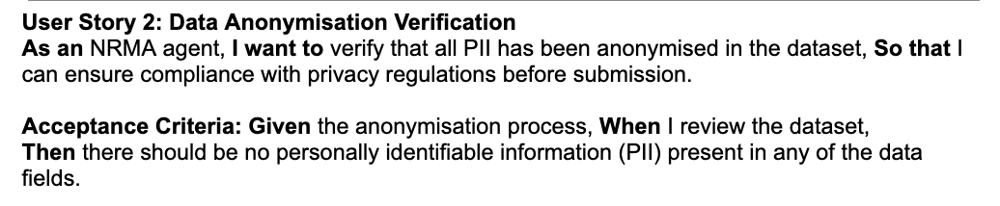 User Story 2: Data Anonymisation Verification
As an NRMA agent, I want to verify that all PII has been anonymised in the dataset, So that I
can ensure compliance with privacy regulations before submission.
Acceptance Criteria: Given the anonymisation process, When I review the dataset,
Then there should be no personally identifiable information (PII) present in any of the data
fields.